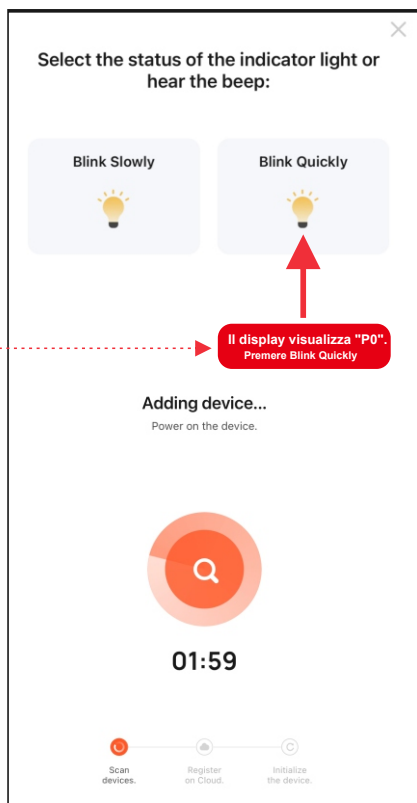 Select the status of the indicator light or
hear the beep:
Blink Slowly
Blink Quickly
Il display visualizza "P0".
Premere Blink Quickly
Adding device...
Power on the device.
01:59
Scan
devices.
Register
on Cloud.
Initialize
the device.